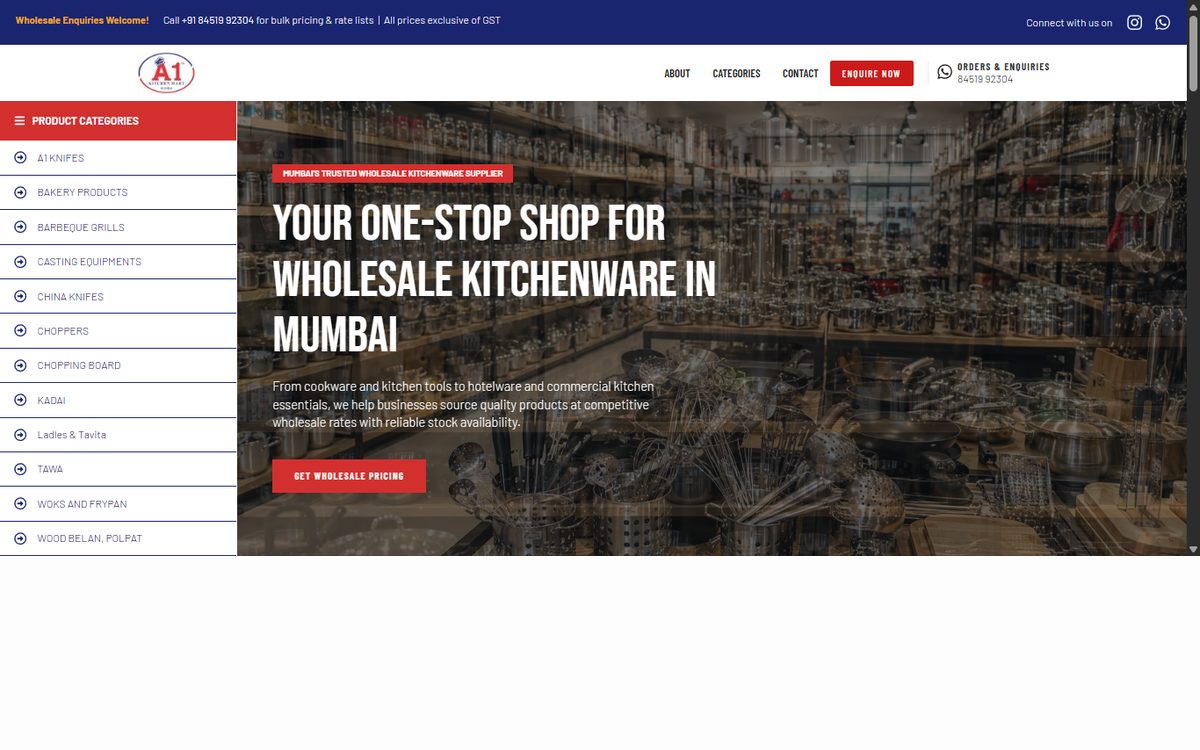 Wholesale Enquiries Welcome!
Call +91 84519 92304 for bulk pricing & rate lists | All prices exclusive of GST
Connect with us on
A1
KITCHEN MART
ABOUT
CATEGORIES
CONTACT
ENQUIRE NOW
ORDERS & ENQUIRIES
84519 92304
PRODUCT CATEGORIES
A1 KNIFES
BAKERY PRODUCTS
BARBEQUE GRILLS
CASTING EQUIPMENTS
CHINA KNIFES
CHOPPERS
CHOPPING BOARD
KADAI
Ladles & Tavita
TAWA
WOKS AND FRYPAN
WOOD BELAN, POLPAT
MUMBAI'S TRUSTED WHOLESALE KITCHENWARE SUPPLIER
YOUR ONE-STOP SHOP FOR
WHOLESALE KITCHENWARE IN
MUMBAI
From cookware and kitchen tools to hotelware and commercial kitchen
essentials, we help businesses source quality products at competitive
wholesale rates with reliable stock availability.
GET WHOLESALE PRICING